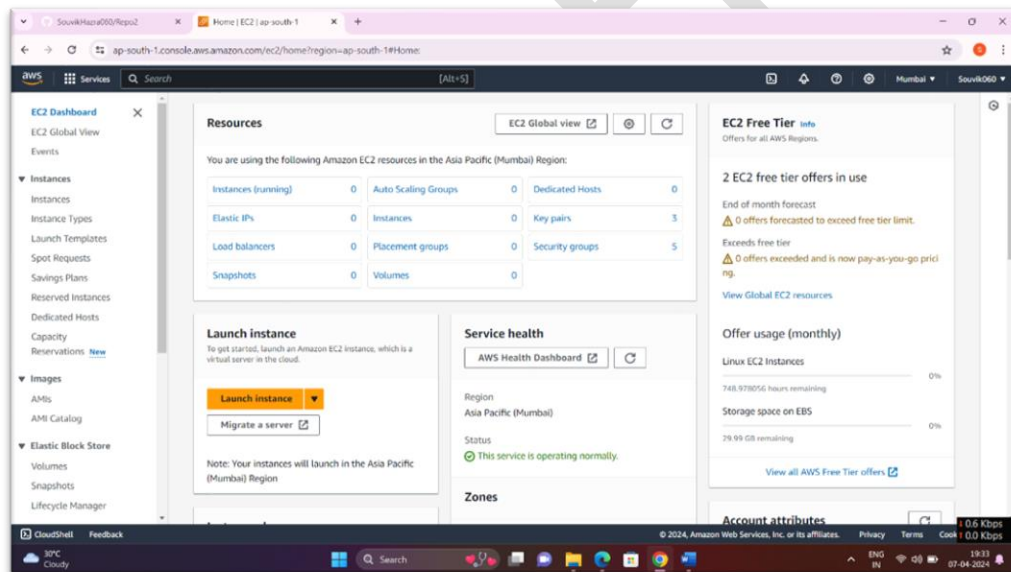 SouvikHazra060/Repo2
Home | EC2 | ap-south-1
ap-south-1.console.aws.amazon.com/ec2/home?region=ap-south-1#Home:
aws
Services
Search
[Alt+S]
Mumbai
Souvik060
EC2 Dashboard
EC2 Global View
Events
Instances
Instances
Instance Types
Launch Templates
Spot Requests
Savings Plans
Reserved Instances
Dedicated Hosts
Capacity
Reservations New
Images
AMIs
AMI Catalog
Elastic Block Store
Volumes
Snapshots
Lifecycle Manager
Resources
EC2 Global view
You are using the following Amazon EC2 resources in the Asia Pacific (Mumbai) Region:
Instances (running) 0
Auto Scaling Groups 0
Dedicated Hosts 0
Elastic IPs 0
Instances 0
Key pairs 3
Load balancers 0
Placement groups 0
Security groups 5
Snapshots 0
Volumes 0
Launch instance
To get started, launch an Amazon EC2 instance, which is a
virtual server in the cloud.
Launch instance
Migrate a server
Note: Your instances will launch in the Asia Pacific
(Mumbai) Region
Service health
AWS Health Dashboard
Region
Asia Pacific (Mumbai)
Status
This service is operating normally.
Zones
EC2 Free Tier Info
Offers for all AWS Regions.
2 EC2 free tier offers in use
End of month forecast
0 offers forecasted to exceed free tier limit.
Exceeds free tier
0 offers exceeded and is now pay-as-you-go prici
ng.
View Global EC2 resources
Offer usage (monthly)
Linux EC2 Instances
0%
748.978056 hours remaining
Storage space on EBS
0%
29.99 GB remaining
View all AWS Free Tier offers
Account attributes
CloudShell
Feedback
© 2024, Amazon Web Services, Inc. or its affiliates.
Privacy
Terms
0.6 Kbps
0.0 Kbps
30°C
Cloudy
Search
ENG
IN
19:33
07-04-2024